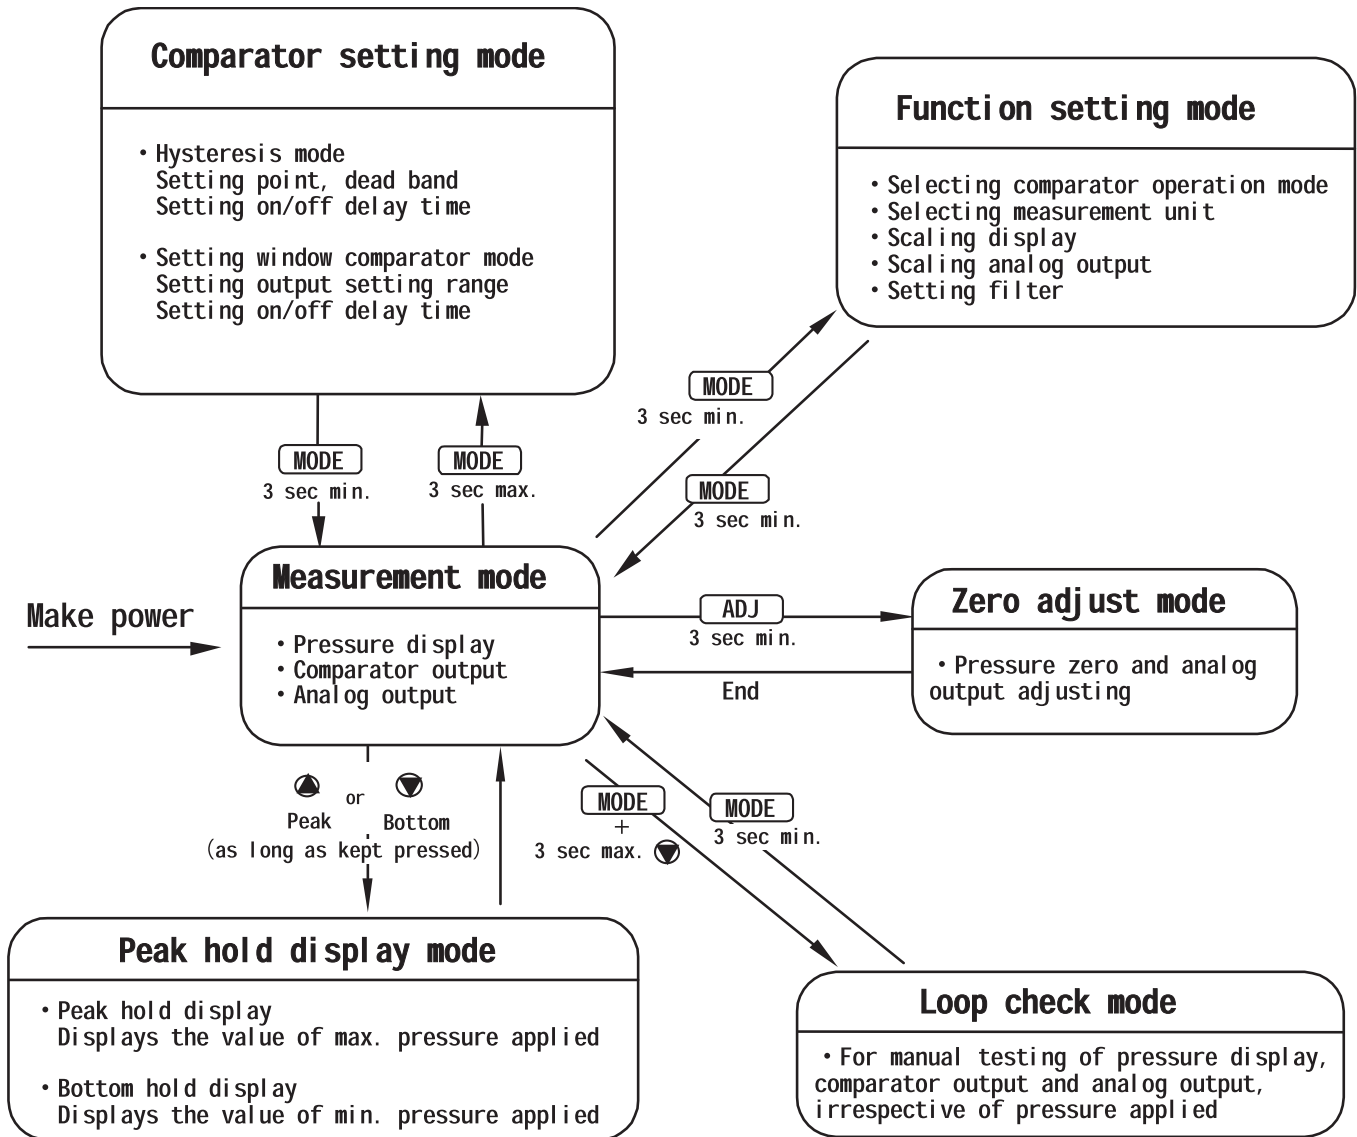 Comparator setting mode
・Hysteresis mode
Setting point, dead band
Setting on/off delay time
・Setting window comparator mode
Setting output setting range
Setting on/off delay time
Function setting mode
・Selecting comparator operation mode
・Selecting measurement unit
・Scaling display
・Scaling analog output
・Setting filter
MODE
3 sec min.
MODE
3 sec max.
MODE
3 sec min.
MODE
3 sec min.
Make power
Measurement mode
・Pressure display
・Comparator output
・Analog output
ADJ
3 sec min.
End
Zero adjust mode
・Pressure zero and analog
output adjusting
or
Peak
Bottom
(as long as kept pressed)
MODE
+
3 sec max.
MODE
3 sec min.
Peak hold display mode
・Peak hold display
Displays the value of max. pressure applied
・Bottom hold display
Displays the value of min. pressure applied
Loop check mode
・For manual testing of pressure display,
comparator output and analog output,
irrespective of pressure applied